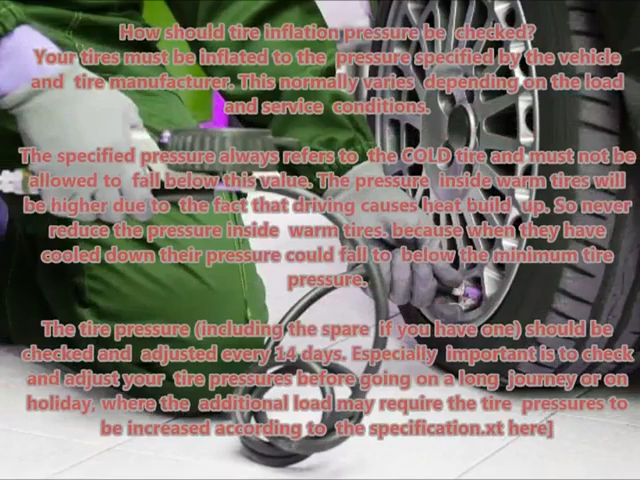 How should tire inflation pressure be checked?
Your tires must be inflated to the pressure specified by the vehicle
and tire manufacturer. This normally varies depending on the load
and service conditions.
The specified pressure always refers to the COLD tire and must not be
allowed to fall below this value. The pressure inside warm tires will
be higher due to the fact that driving causes heat build up. So never
reduce the pressure inside warm tires. because when they have
cooled down their pressure could fall to below the minimum tire
pressure.
The tire pressure (including the spare if you have one) should be
checked and adjusted every 14 days. Especially important is to check
and adjust your tire pressures before going on a long journey or on
holiday, where the additional load may require the tire pressures to
be increased according to the specification.xt here]